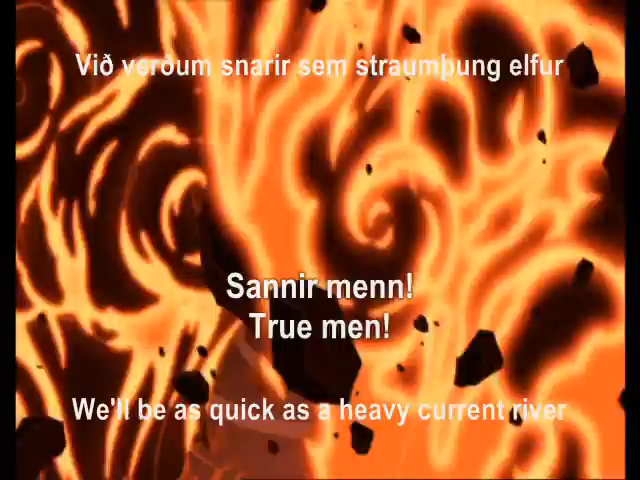 Við verðum snarir sem straumþung elfur
Sannir menn!
True men!
We'll be as quick as a heavy current river